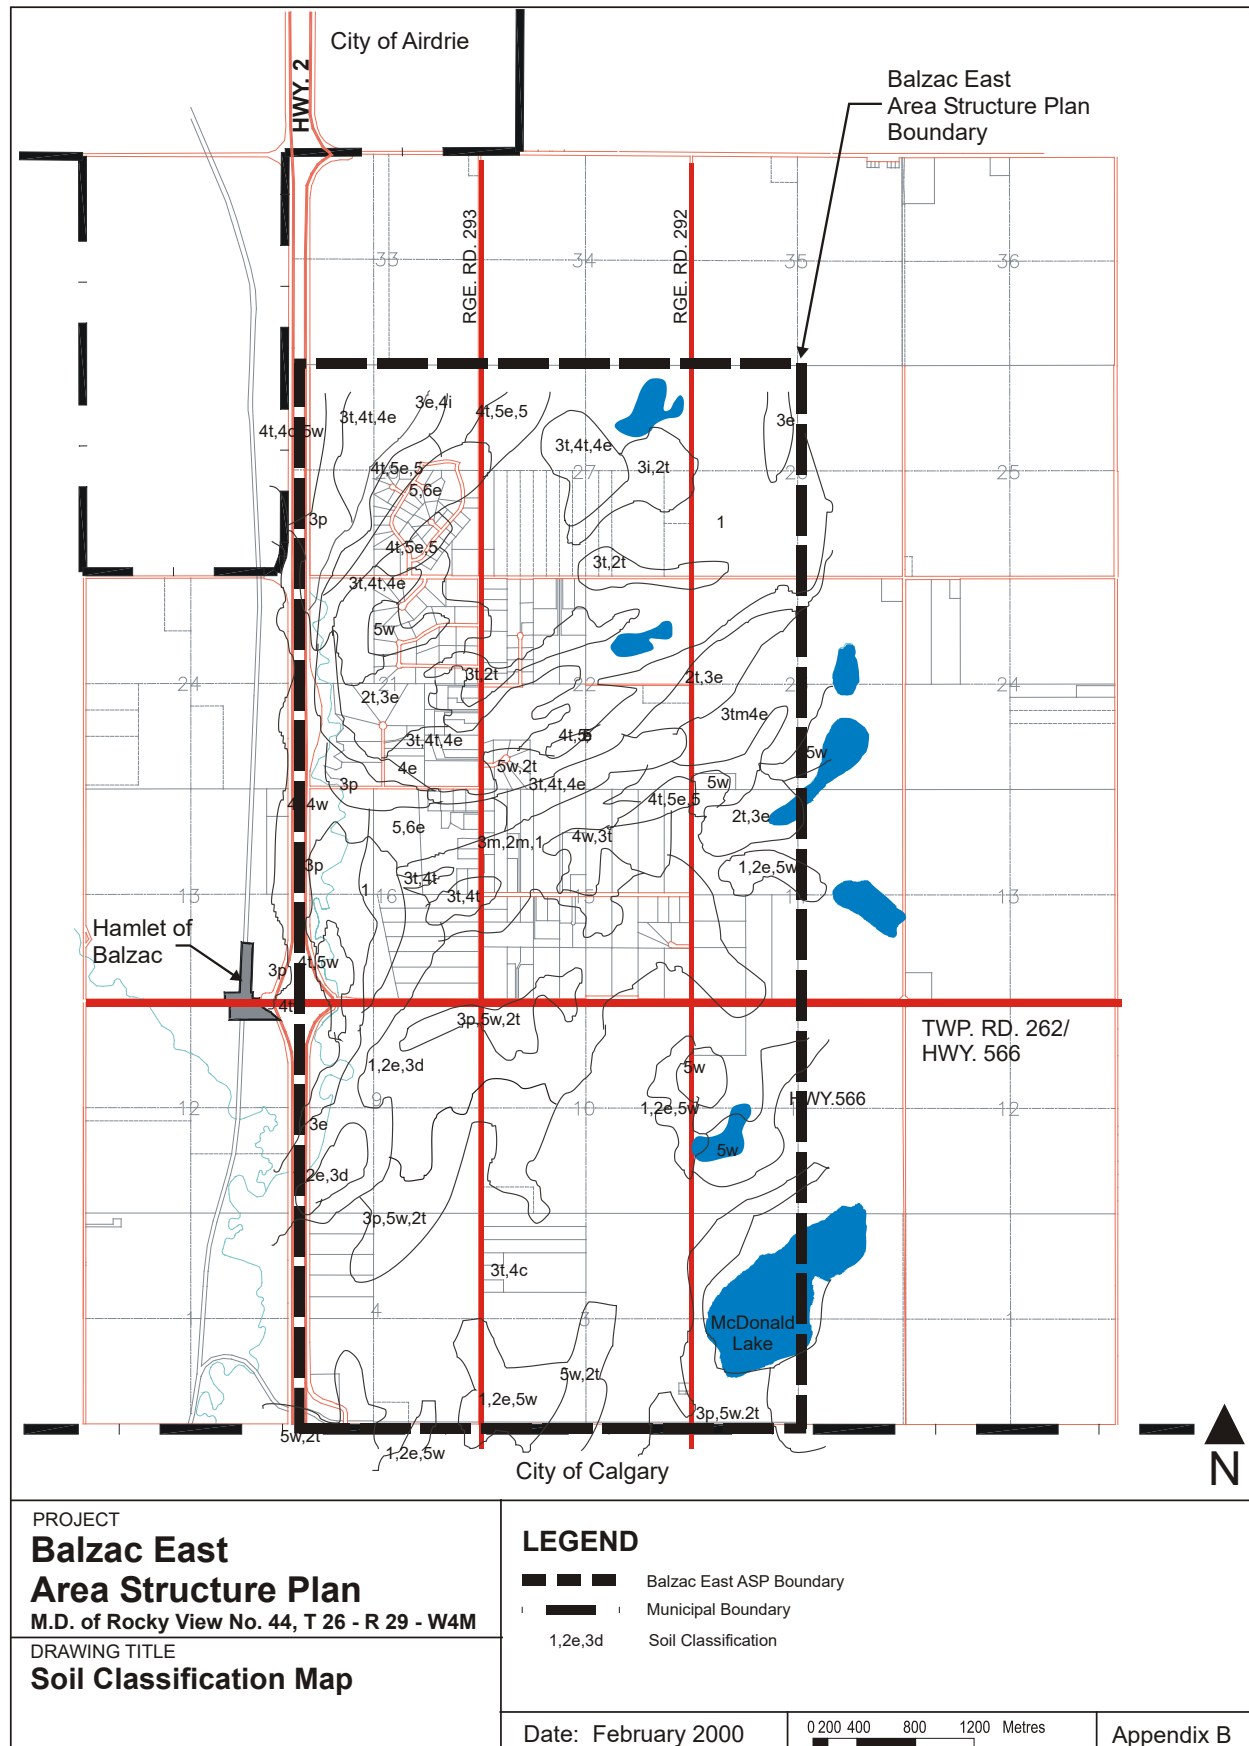 City of Airdrie
HWY. 2
Balzac East
Area Structure Plan
Boundary
RGE. RD. 293
RGE. RD. 292
33
34
35
36
3e,4i
3t,4t,4e
4t,5e,5
3e
5w
3t,4t,4e
4t,5e,5
3i,2t
27
25
5,6e
3p
1
4t,5e,5
3t,2t
3t,4t,4e
5w
3t,2t
2t,3e
24
21
22
24
2t,3e
3tm4e
3t,4t,4e
5w
4e
5w,2t
3p
3t,4t,4e
5w
4t,5e,5
4w
2t,3e
5,6e
3m,2m,1
4w,3t
3p
1,2e,5w
3t,4t
1
16
3t,4t
15
13
13
Hamlet of
Balzac
4t,5w
3p
4t
3p,5w,2t
TWP. RD. 262/
HWY. 566
1,2e,3d
5w
HWY.566
12
9
10
1,2e,5w
12
3e
5w
2e,3d
3p,5w,2t
3t,4c
1
4
3
1
McDonald
Lake
5w,2t
1,2e,5w
3p,5w.2t
5w,2t
1,2e,5w
City of Calgary
N
PROJECT
Balzac East
Area Structure Plan
M.D. of Rocky View No. 44, T 26 - R 29 - W4M
DRAWING TITLE
Soil Classification Map
LEGEND
Balzac East ASP Boundary
Municipal Boundary
1,2e,3d Soil Classification
Date: February 2000
0 200 400 800 1200 Metres
Appendix B